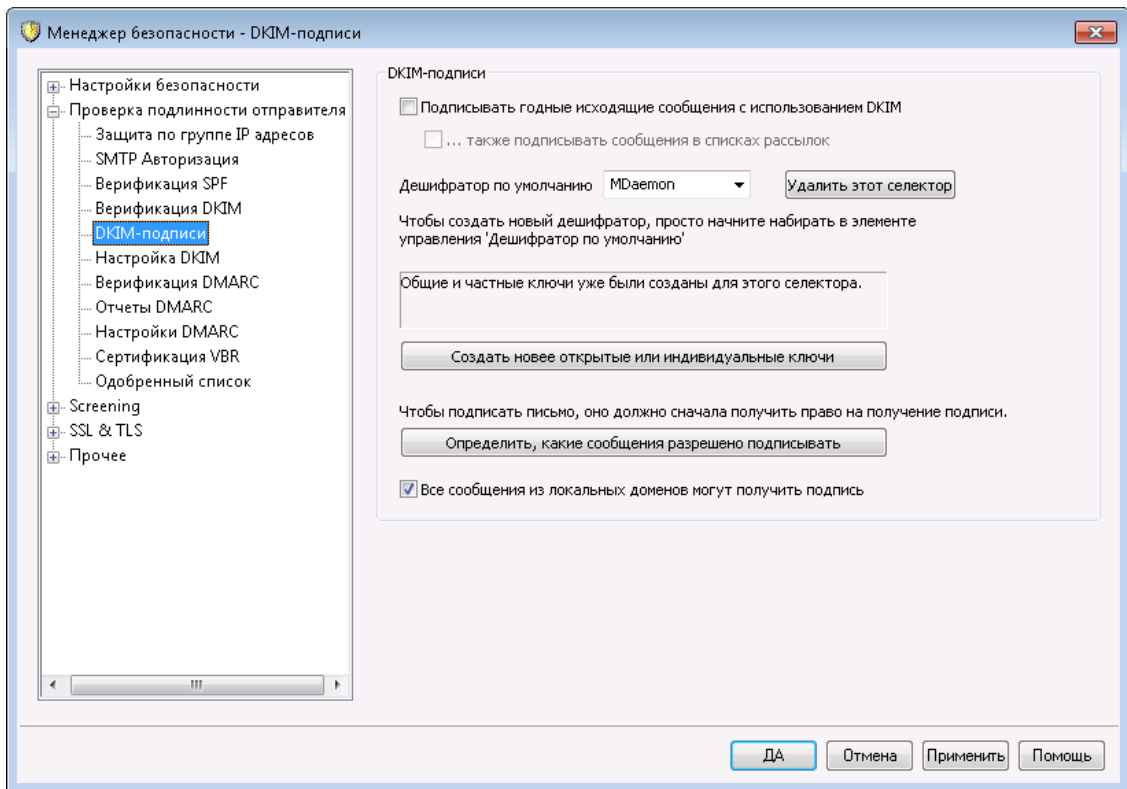 Менеджер безопасности - DKIM-подписи
Настройки безопасности
Проверка подлинности отправителя
Защита по группе IP адресов
SMTP Авторизация
Верификация SPF
Верификация DKIM
DKIM-подписи
Настройка DKIM
Верификация DMARC
Отчеты DMARC
Настройки DMARC
Сертификация VBR
Одобренный список
Screening
SSL & TLS
Прочее
DKIM-подписи
Подписывать годные исходящие сообщения с использованием DKIM
... также подписывать сообщения в списках рассылок
Дешифратор по умолчанию MDaemon Удалить этот селектор
Чтобы создать новый дешифратор, просто начните набирать в элементе
управления 'Дешифратор по умолчанию'
Общие и частные ключи уже были созданы для этого селектора.
Создать новее открытые или индивидуальные ключи
Чтобы подписать письмо, оно должно сначала получить право на получение подписи.
Определить, какие сообщения разрешено подписывать
Все сообщения из локальных доменов могут получить подпись
ДА Отмена Применить Помощь